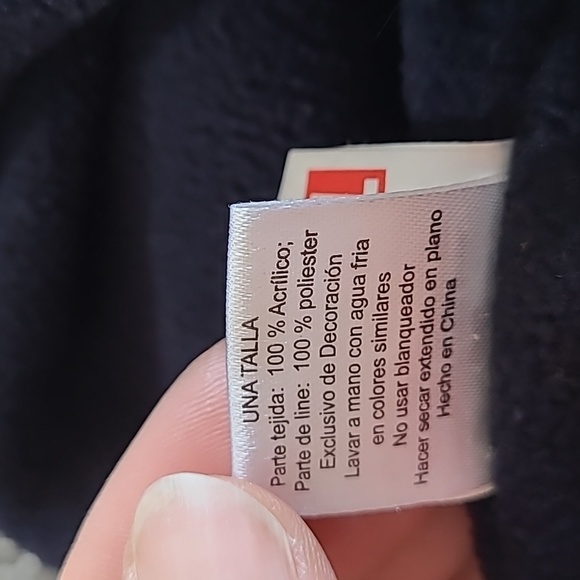 UNA TALLA
Parte tejida: 100 % Acrílico;
Parte de line: 100 % poliester
Exclusivo de Decoración
Lavar a mano con agua fria
en colores similares
No usar blanqueador
Hacer secar extendido en plano
Hecho en China